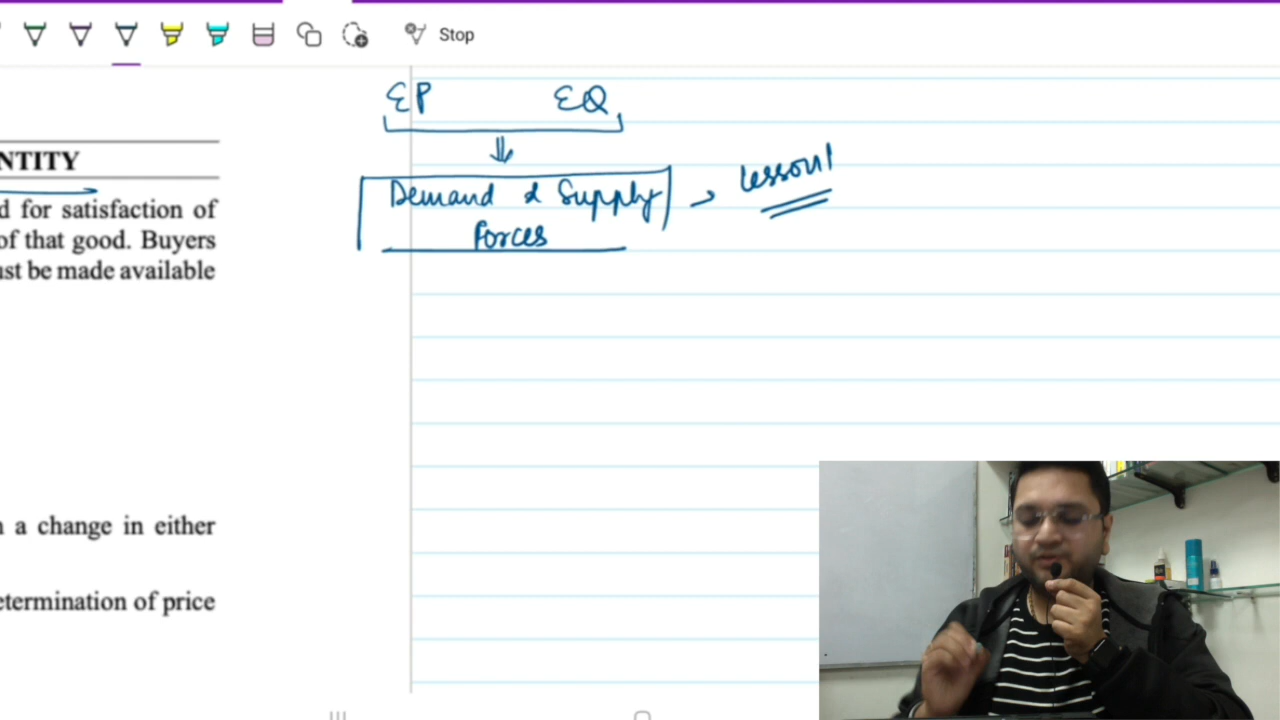 Stop
EP EQ
NTITY
Demand & Supply
Forces
Lesson 1
d for satisfaction of
of that good. Buyers
ust be made available
n a change in either
etermination of price